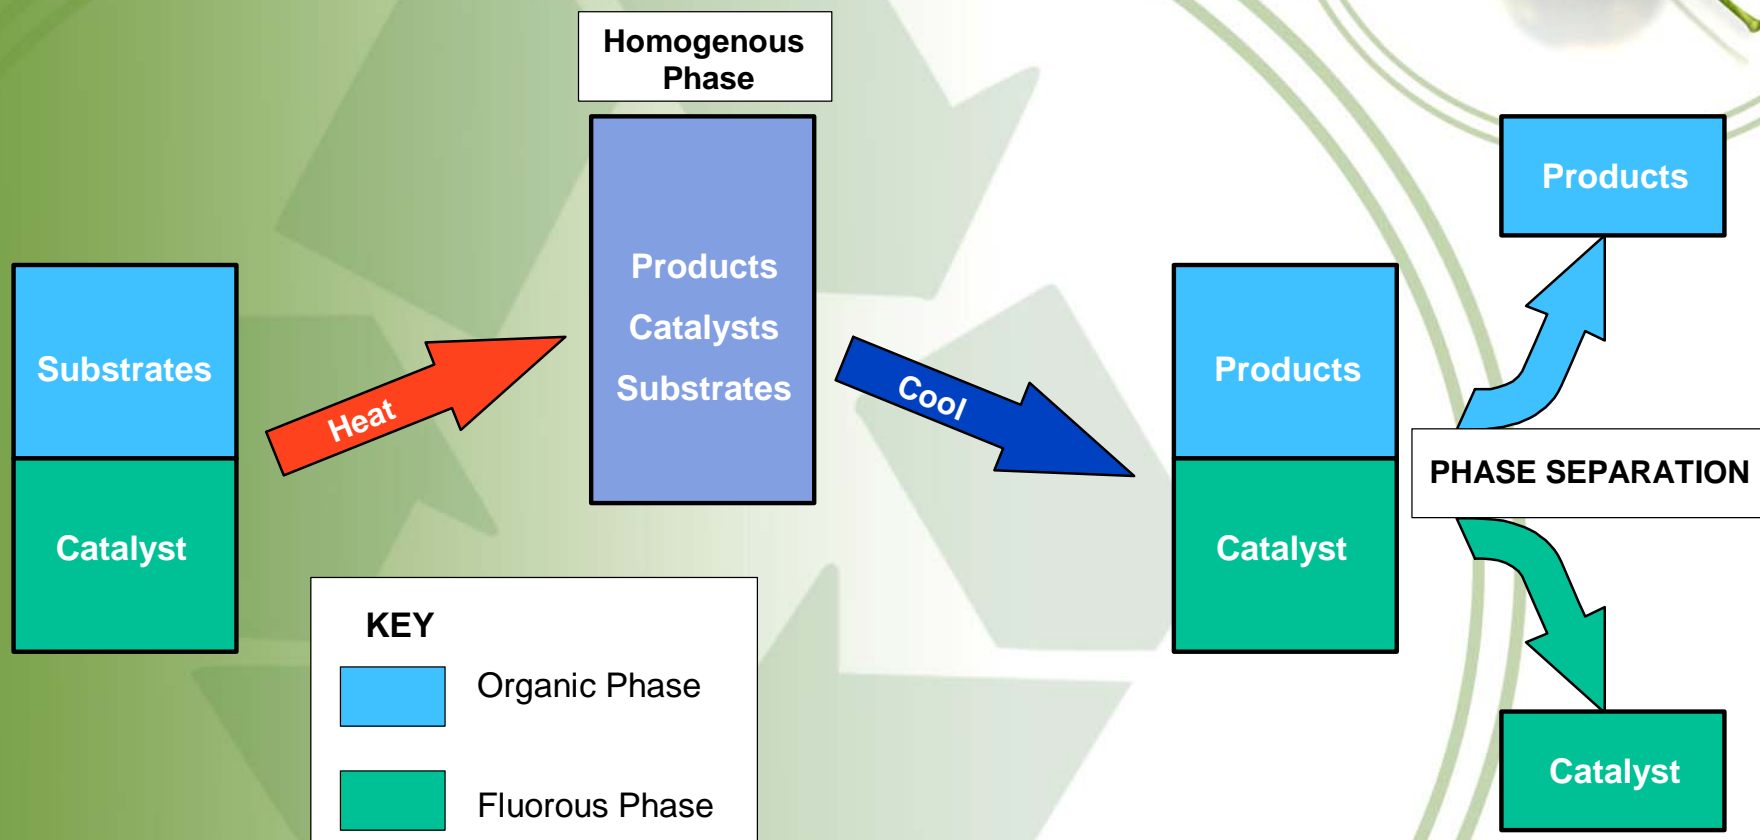 Homogenous
Phase
Substrates
Catalyst
Heat
Products
Catalysts
Substrates
Cool
Products
Catalyst
PHASE SEPARATION
Products
Catalyst
KEY
Organic Phase
Fluorous Phase